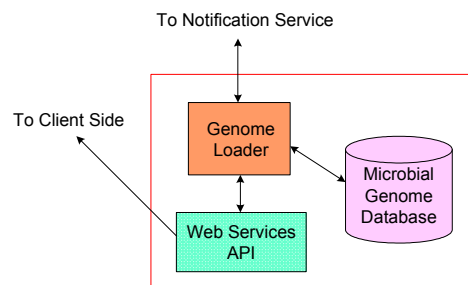 To Notification Service
To Client Side
Genome
Loader
Microbial
Genome
Database
Web Services
API